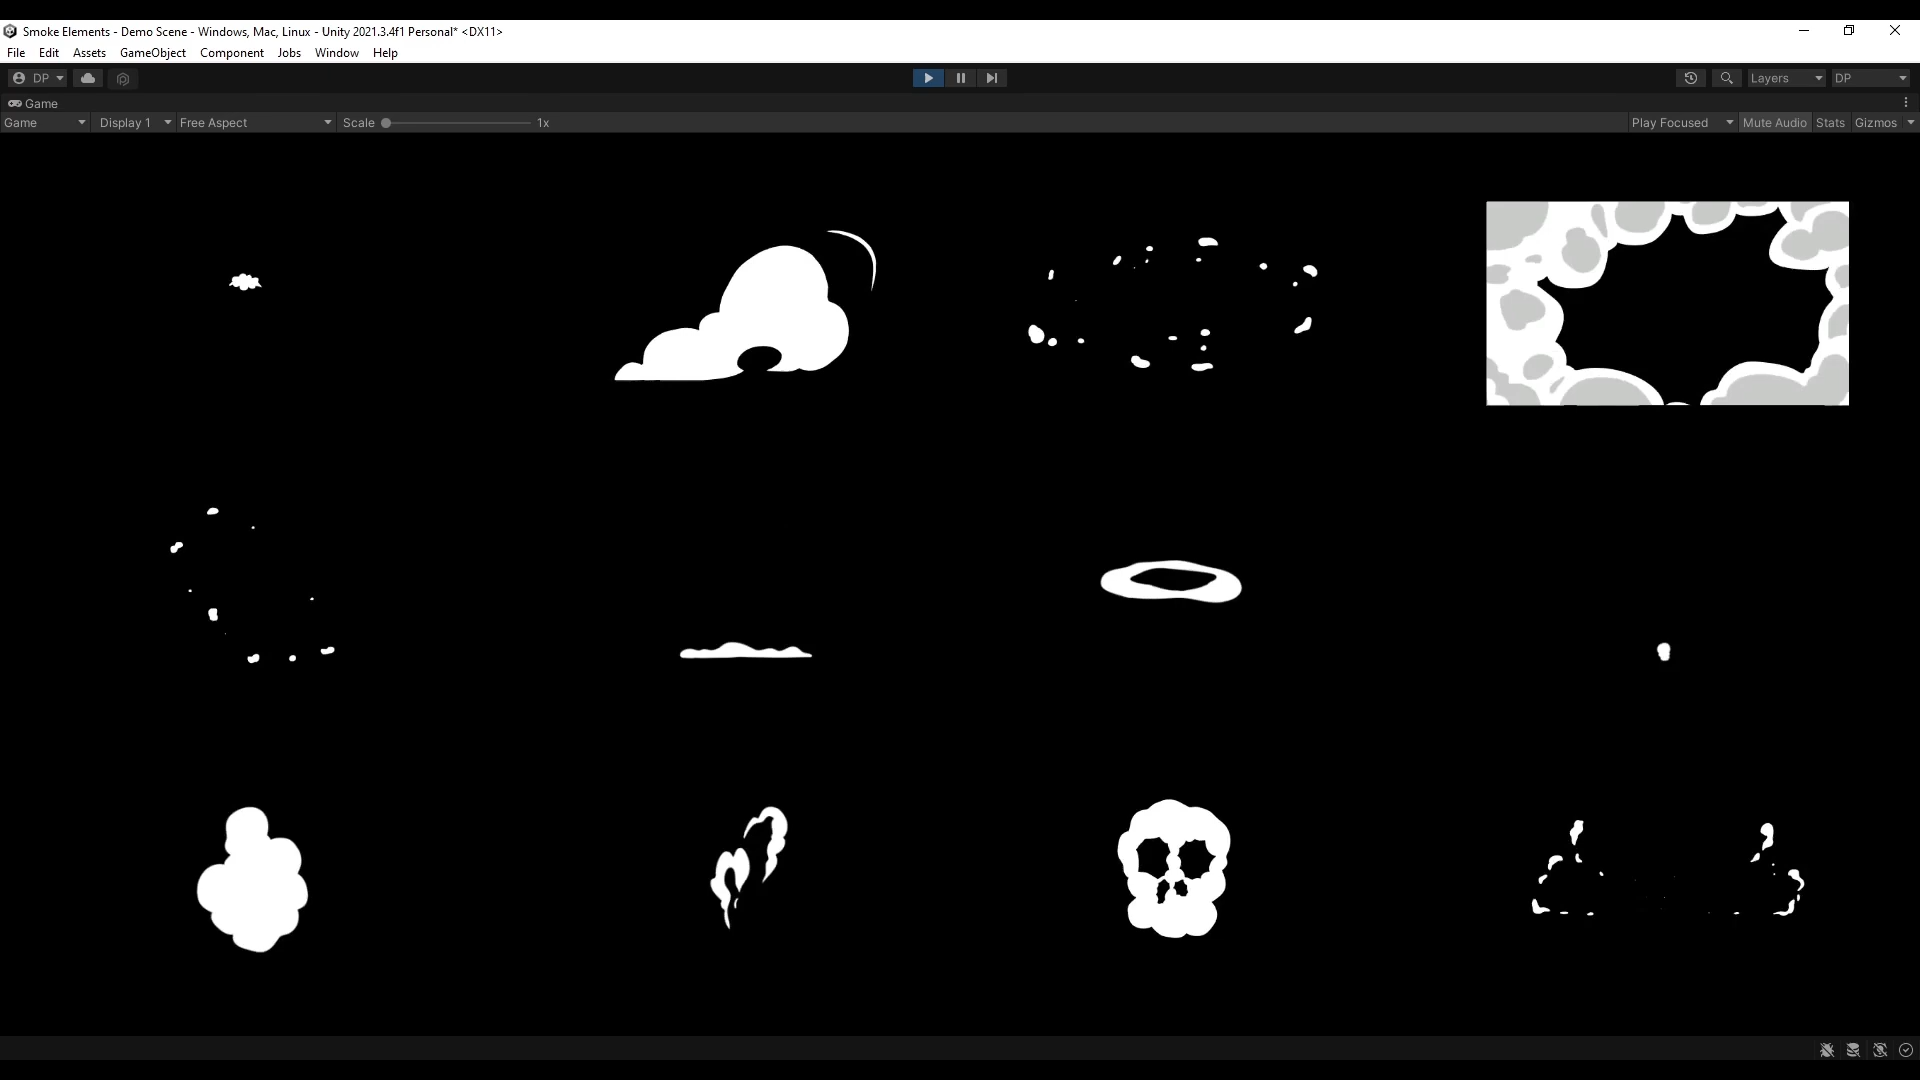 Smoke Elements - Demo Scene - Windows, Mac, Linux - Unity 2021.3.4f1 Personal* <DX11>
File Edit Assets GameObject Component Jobs Window Help
DP Layers DP
Game
Game Display 1 Free Aspect Scale 1x Play Focused Mute Audio Stats Gizmos